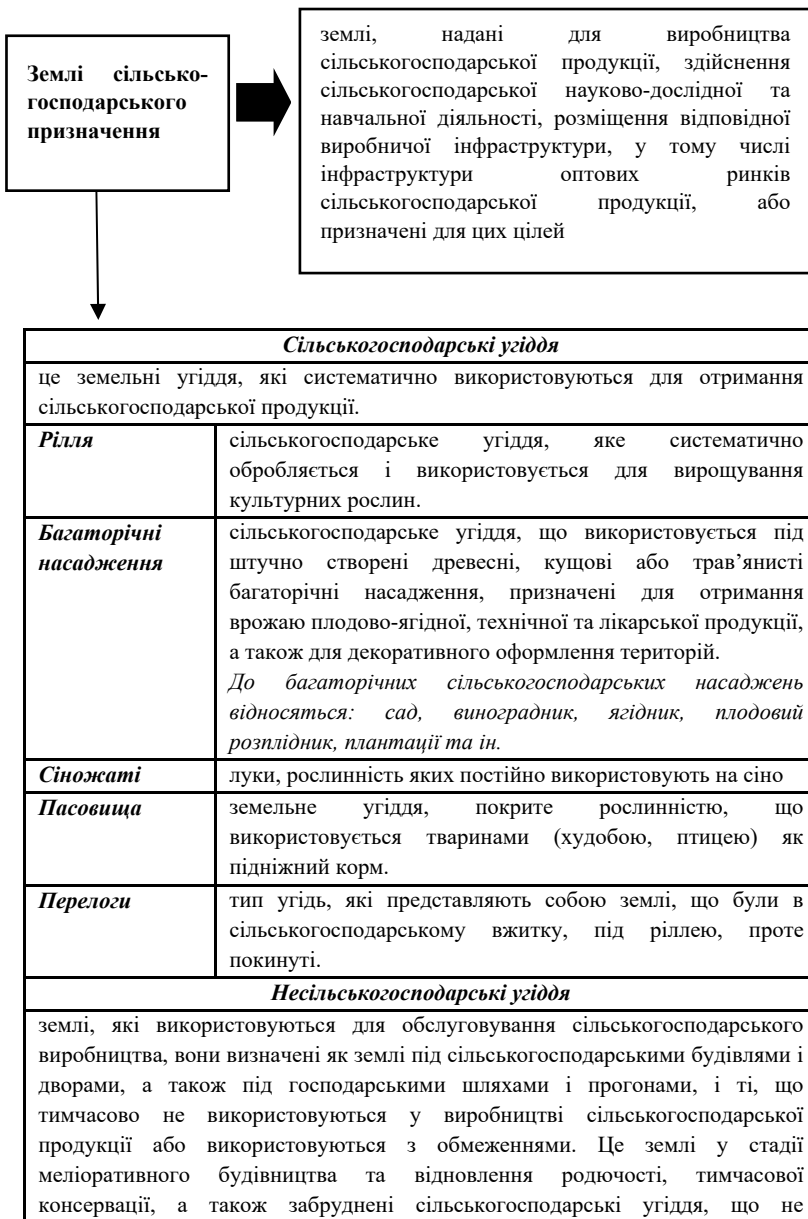 Землі сільсько-
господарського
призначення
землі, надані для виробництва
сільськогосподарської продукції, здійснення
сільськогосподарської науково-дослідної та
навчальної діяльності, розміщення відповідної
виробничої інфраструктури, у тому числі
інфраструктури оптових ринків
сільськогосподарської продукції, або
призначені для цих цілей
Сільськогосподарські угіддя
це земельні угіддя, які систематично використовуються для отримання
сільськогосподарської продукції.
Рілля
сільськогосподарське угіддя, яке систематично
обробляється і використовується для вирощування
культурних рослин.
Багаторічні
насадження
сільськогосподарське угіддя, що використовується під
штучно створені древесні, кущові або трав’янисті
багаторічні насадження, призначені для отримання
врожаю плодово-ягідної, технічної та лікарської продукції,
а також для декоративного оформлення територій.
До багаторічних сільськогосподарських насаджень
відносяться: сад, виноградник, ягідник, плодовий
розплідник, плантації та ін.
Сіножаті
луки, рослинність яких постійно використовують на сіно
Пасовища
земельне угіддя, покрите рослинністю, що
використовується тваринами (худобою, птицею) як
підніжний корм.
Перелоги
тип угідь, які представляють собою землі, що були в
сільськогосподарському вжитку, під ріллею, проте
покинуті.
Несільськогосподарські угіддя
землі, які використовуються для обслуговування сільськогосподарського
виробництва, вони визначені як землі під сільськогосподарськими будівлями і
дворами, а також під господарськими шляхами і прогонами, і ті, що
тимчасово не використовуються у виробництві сільськогосподарської
продукції або використовуються з обмеженнями. Це землі у стадії
меліоративного будівництва та відновлення родючості, тимчасової
консервації, а також забруднені сільськогосподарські угіддя, що не